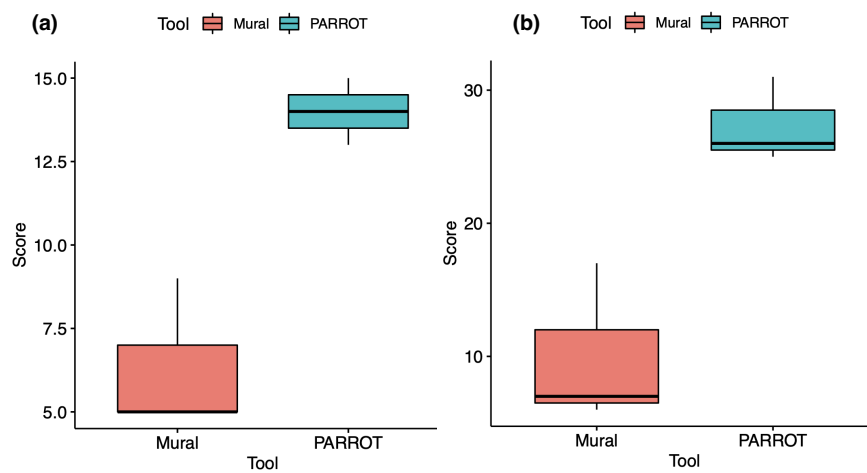 (a)
Tool Mural PARROT
Score
15.0
12.5
10.0
7.5
5.0
Mural PARROT
Tool
(b)
Tool Mural PARROT
Score
30
20
10
Mural PARROT
Tool